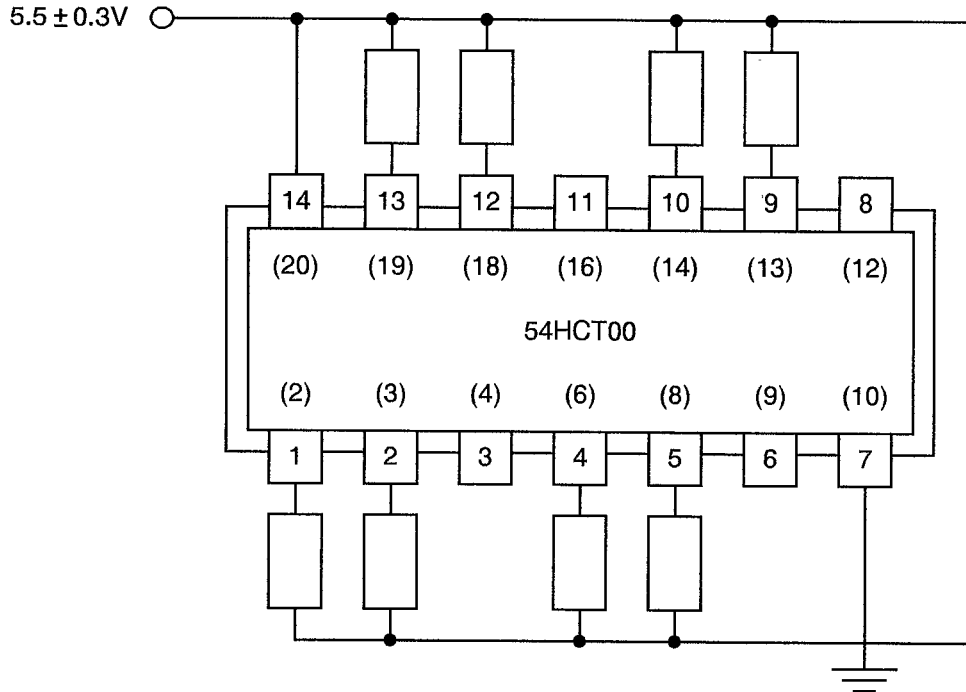 5.5 ± 0.3V
14 13 12 11 10 9 8
(20) (19) (18) (16) (14) (13) (12)
54HCT00
(2) (3) (4) (6) (8) (9) (10)
1 2 3 4 5 6 7